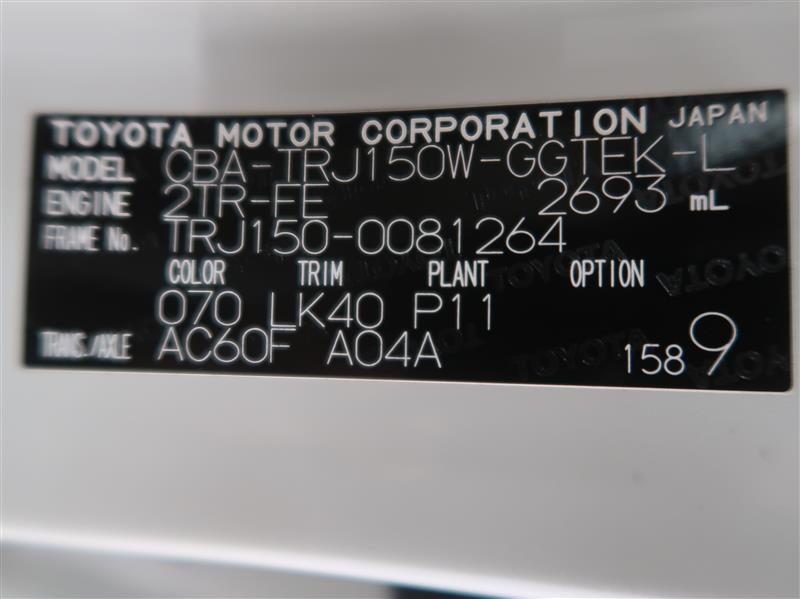 TOYOTA MOTOR CORPORATION JAPAN
MODEL CBA-TRJ150W-GGTEK-L
ENGINE 2TR-FE 2693 mL
FRAME No. TRJ150-0081264
COLOR TRIM PLANT OPTION
070 LK40 P11
TRANS./AXLE AC60F A04A 1589